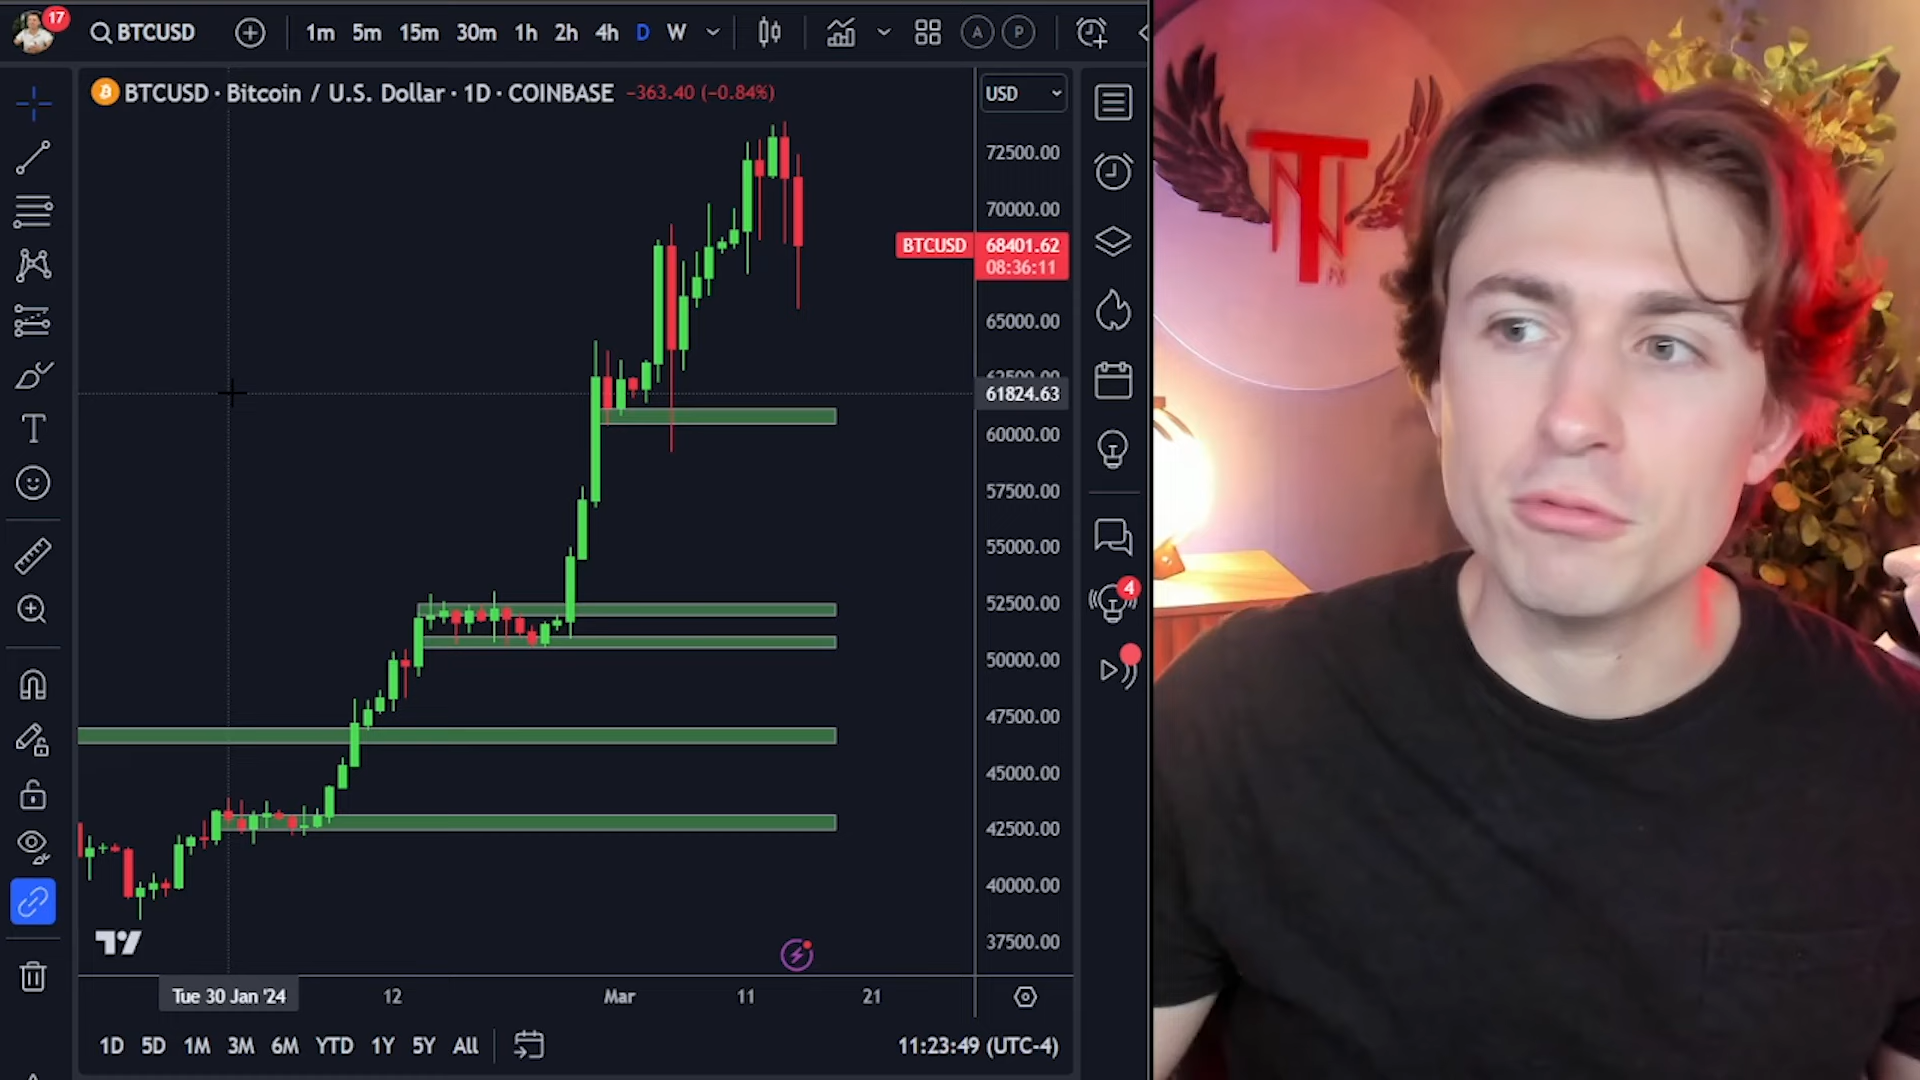 17
BTCUSD
1m 5m 15m 30m 1h 2h 4h D W
A P
BTCUSD · Bitcoin / U.S. Dollar · 1D · COINBASE −363.40 (−0.84%)
USD
72500.00
70000.00
BTCUSD 68401.62
08:36:11
65000.00
62500.00
61824.63
60000.00
57500.00
55000.00
52500.00
50000.00
47500.00
45000.00
42500.00
40000.00
37500.00
4
Tue 30 Jan '24 12 Mar 11 21
1D 5D 1M 3M 6M YTD 1Y 5Y All
11:23:49 (UTC-4)